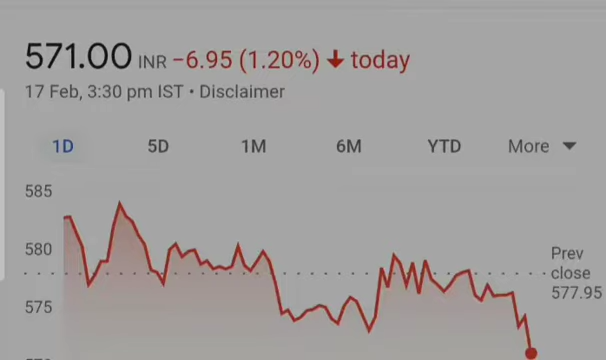 571.00 INR −6.95 (1.20%) ↓ today
17 Feb, 3:30 pm IST • Disclaimer
1D 5D 1M 6M YTD More
585
580
Prev
close
577.95
575